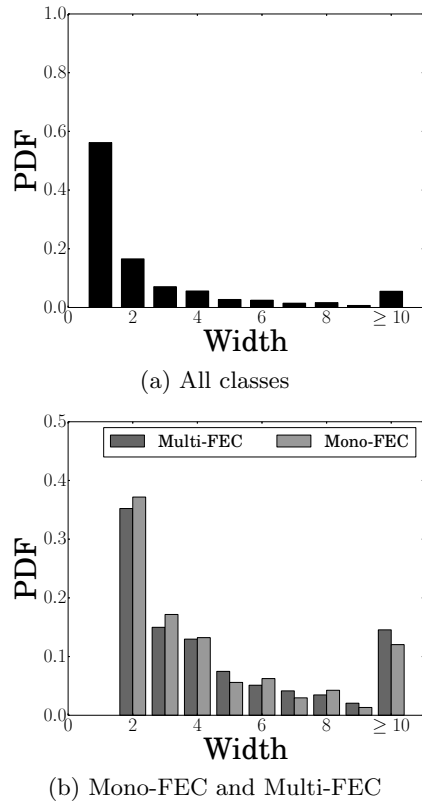 1.0
0.8
0.6
0.4
0.2
0.0
PDF
0 2 4 6 8 ≥ 10
Width
(a) All classes
0.5
Multi-FEC Mono-FEC
0.4
0.3
0.2
0.1
0.0
PDF
0 2 4 6 8 ≥ 10
Width
(b) Mono-FEC and Multi-FEC